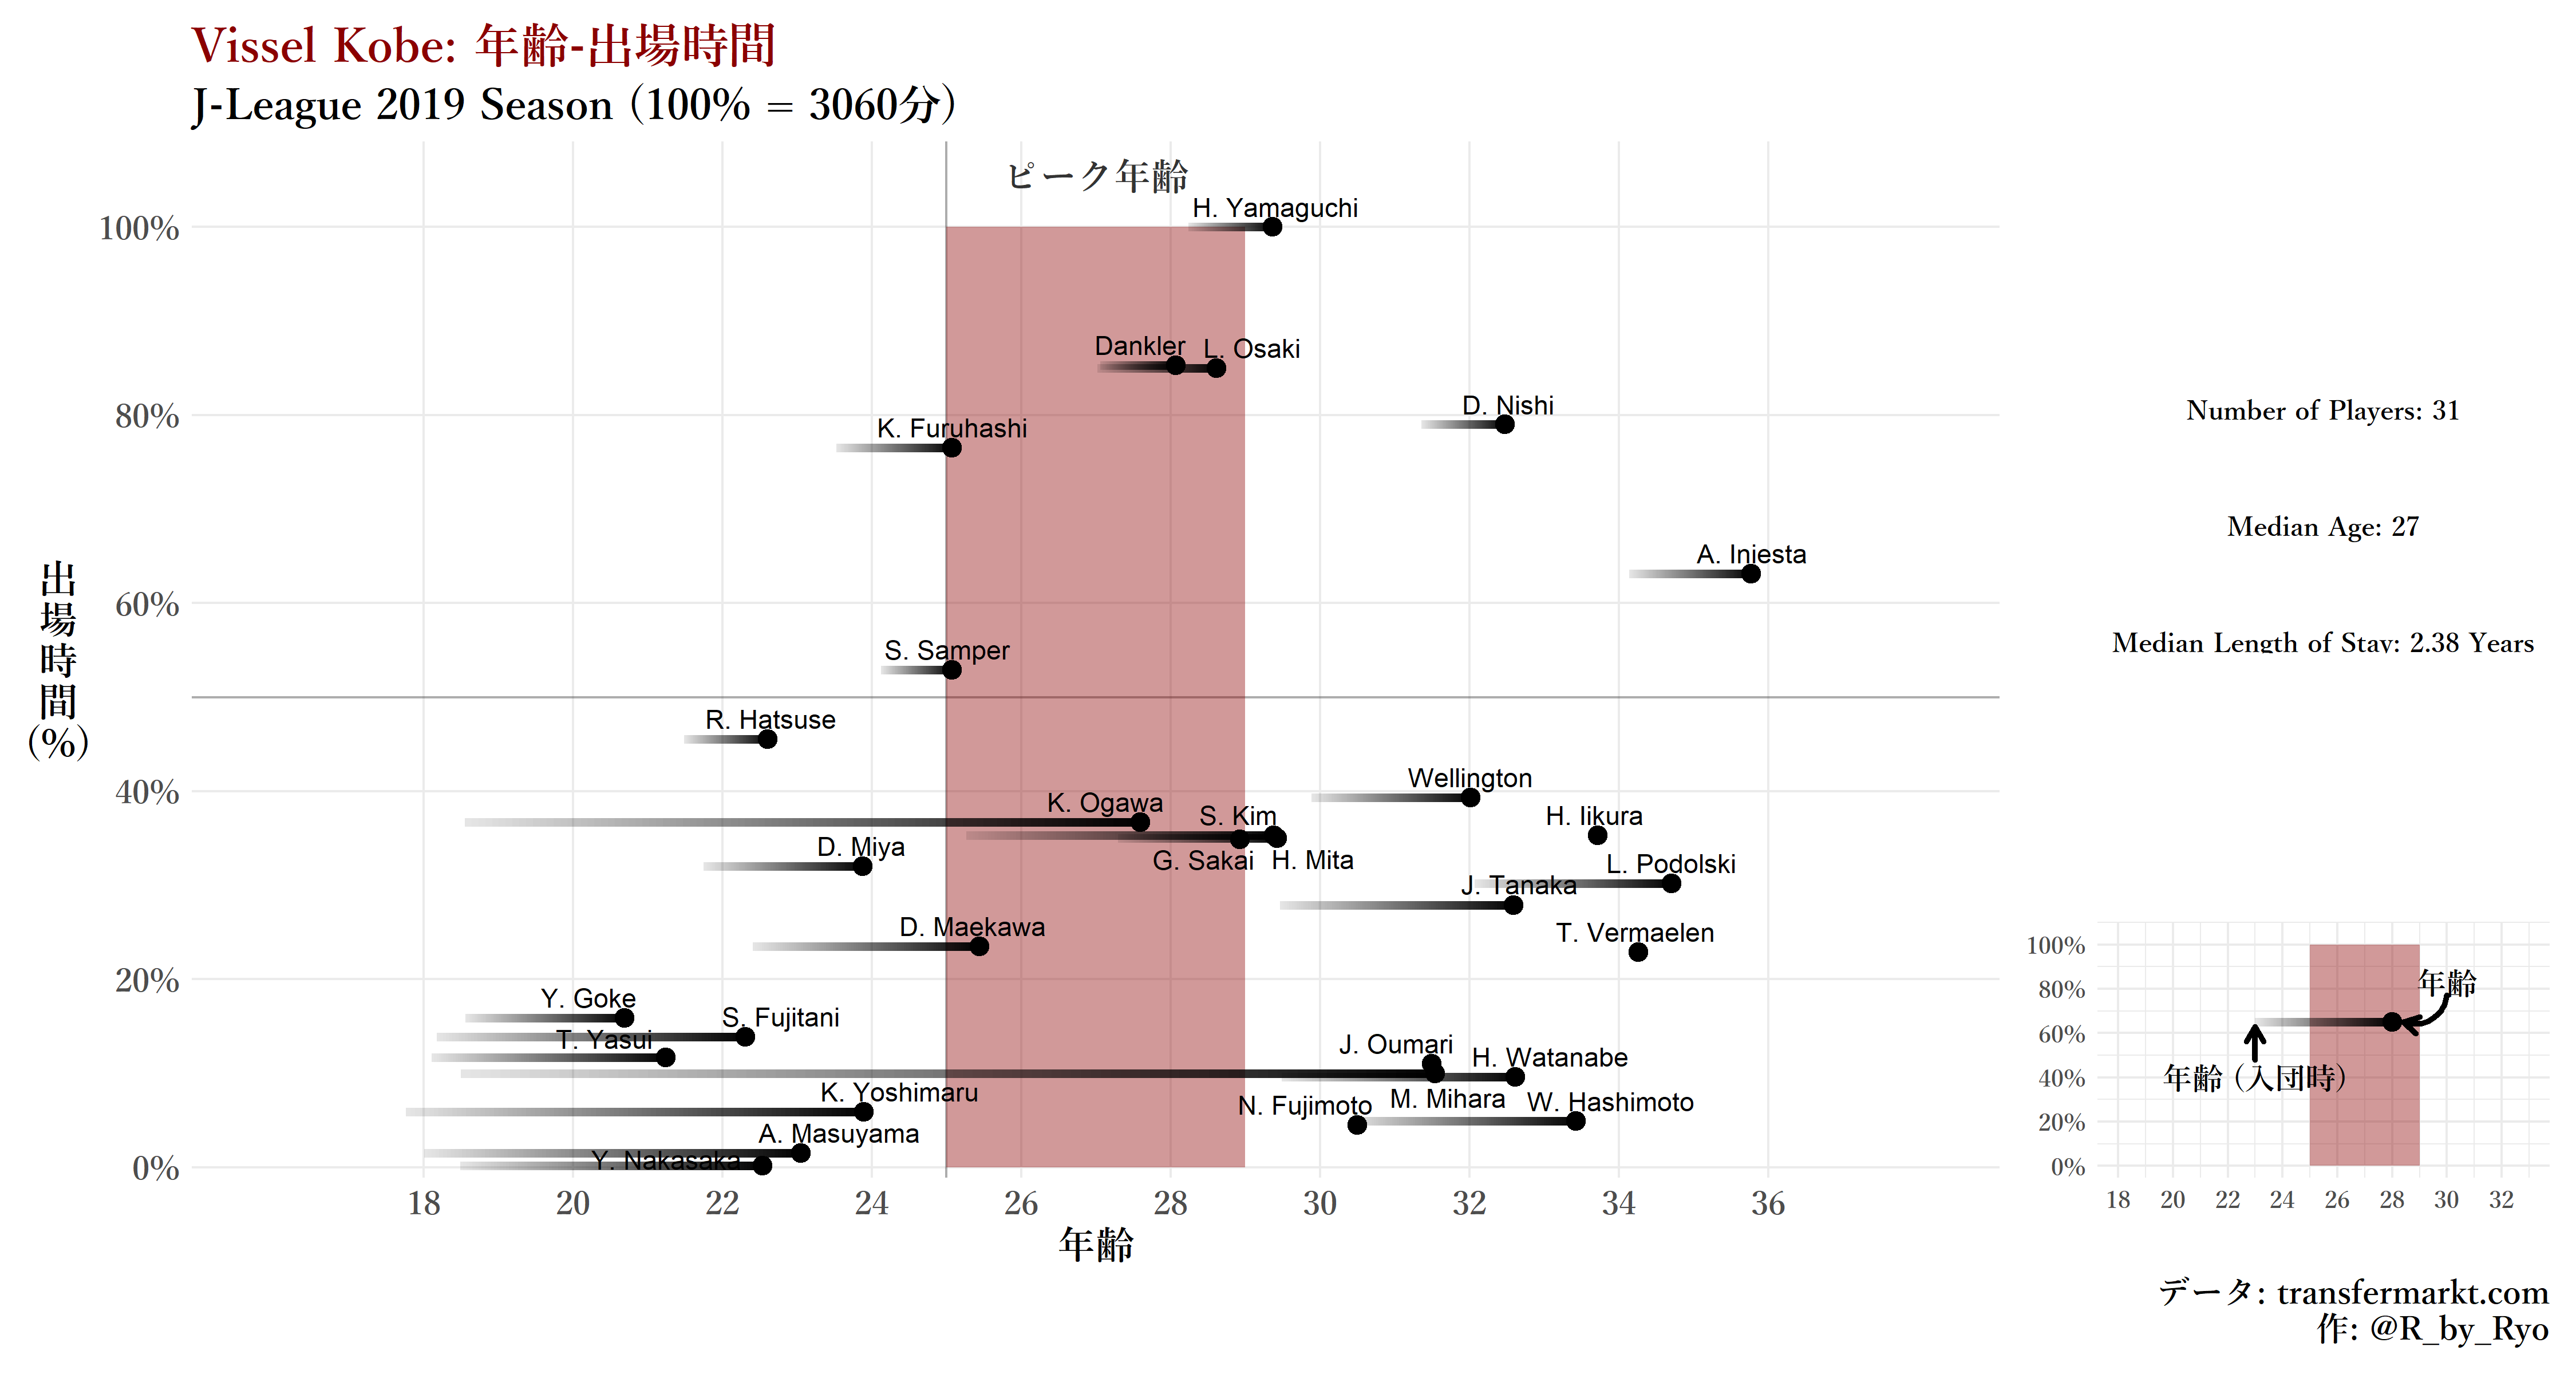 Vissel Kobe: 年齢-出場時間
J-League 2019 Season (100% = 3060分)
ピーク年齢
H. Yamaguchi
100%
Dankler
L. Osaki
D. Nishi
80%
K. Furuhashi
A. Iniesta
60%
S. Samper
R. Hatsuse
Wellington
40%
K. Ogawa
S. Kim
H. Iikura
D. Miya
G. Sakai
H. Mita
L. Podolski
J. Tanaka
D. Maekawa
T. Vermaelen
20%
Y. Goke
S. Fujitani
T. Yasui
J. Oumari
H. Watanabe
K. Yoshimaru
N. Fujimoto
M. Mihara
W. Hashimoto
A. Masuyama
Y. Nakasaka
0%
18 20 22 24 26 28 30 32 34 36
年齢
出場時間(%)
Number of Players: 31
Median Age: 27
Median Length of Stay: 2.38 Years
100%
80%
60%
40%
20%
0%
年齢
年齢 (入団時)
18 20 22 24 26 28 30 32
データ: transfermarkt.com
作: @R_by_Ryo